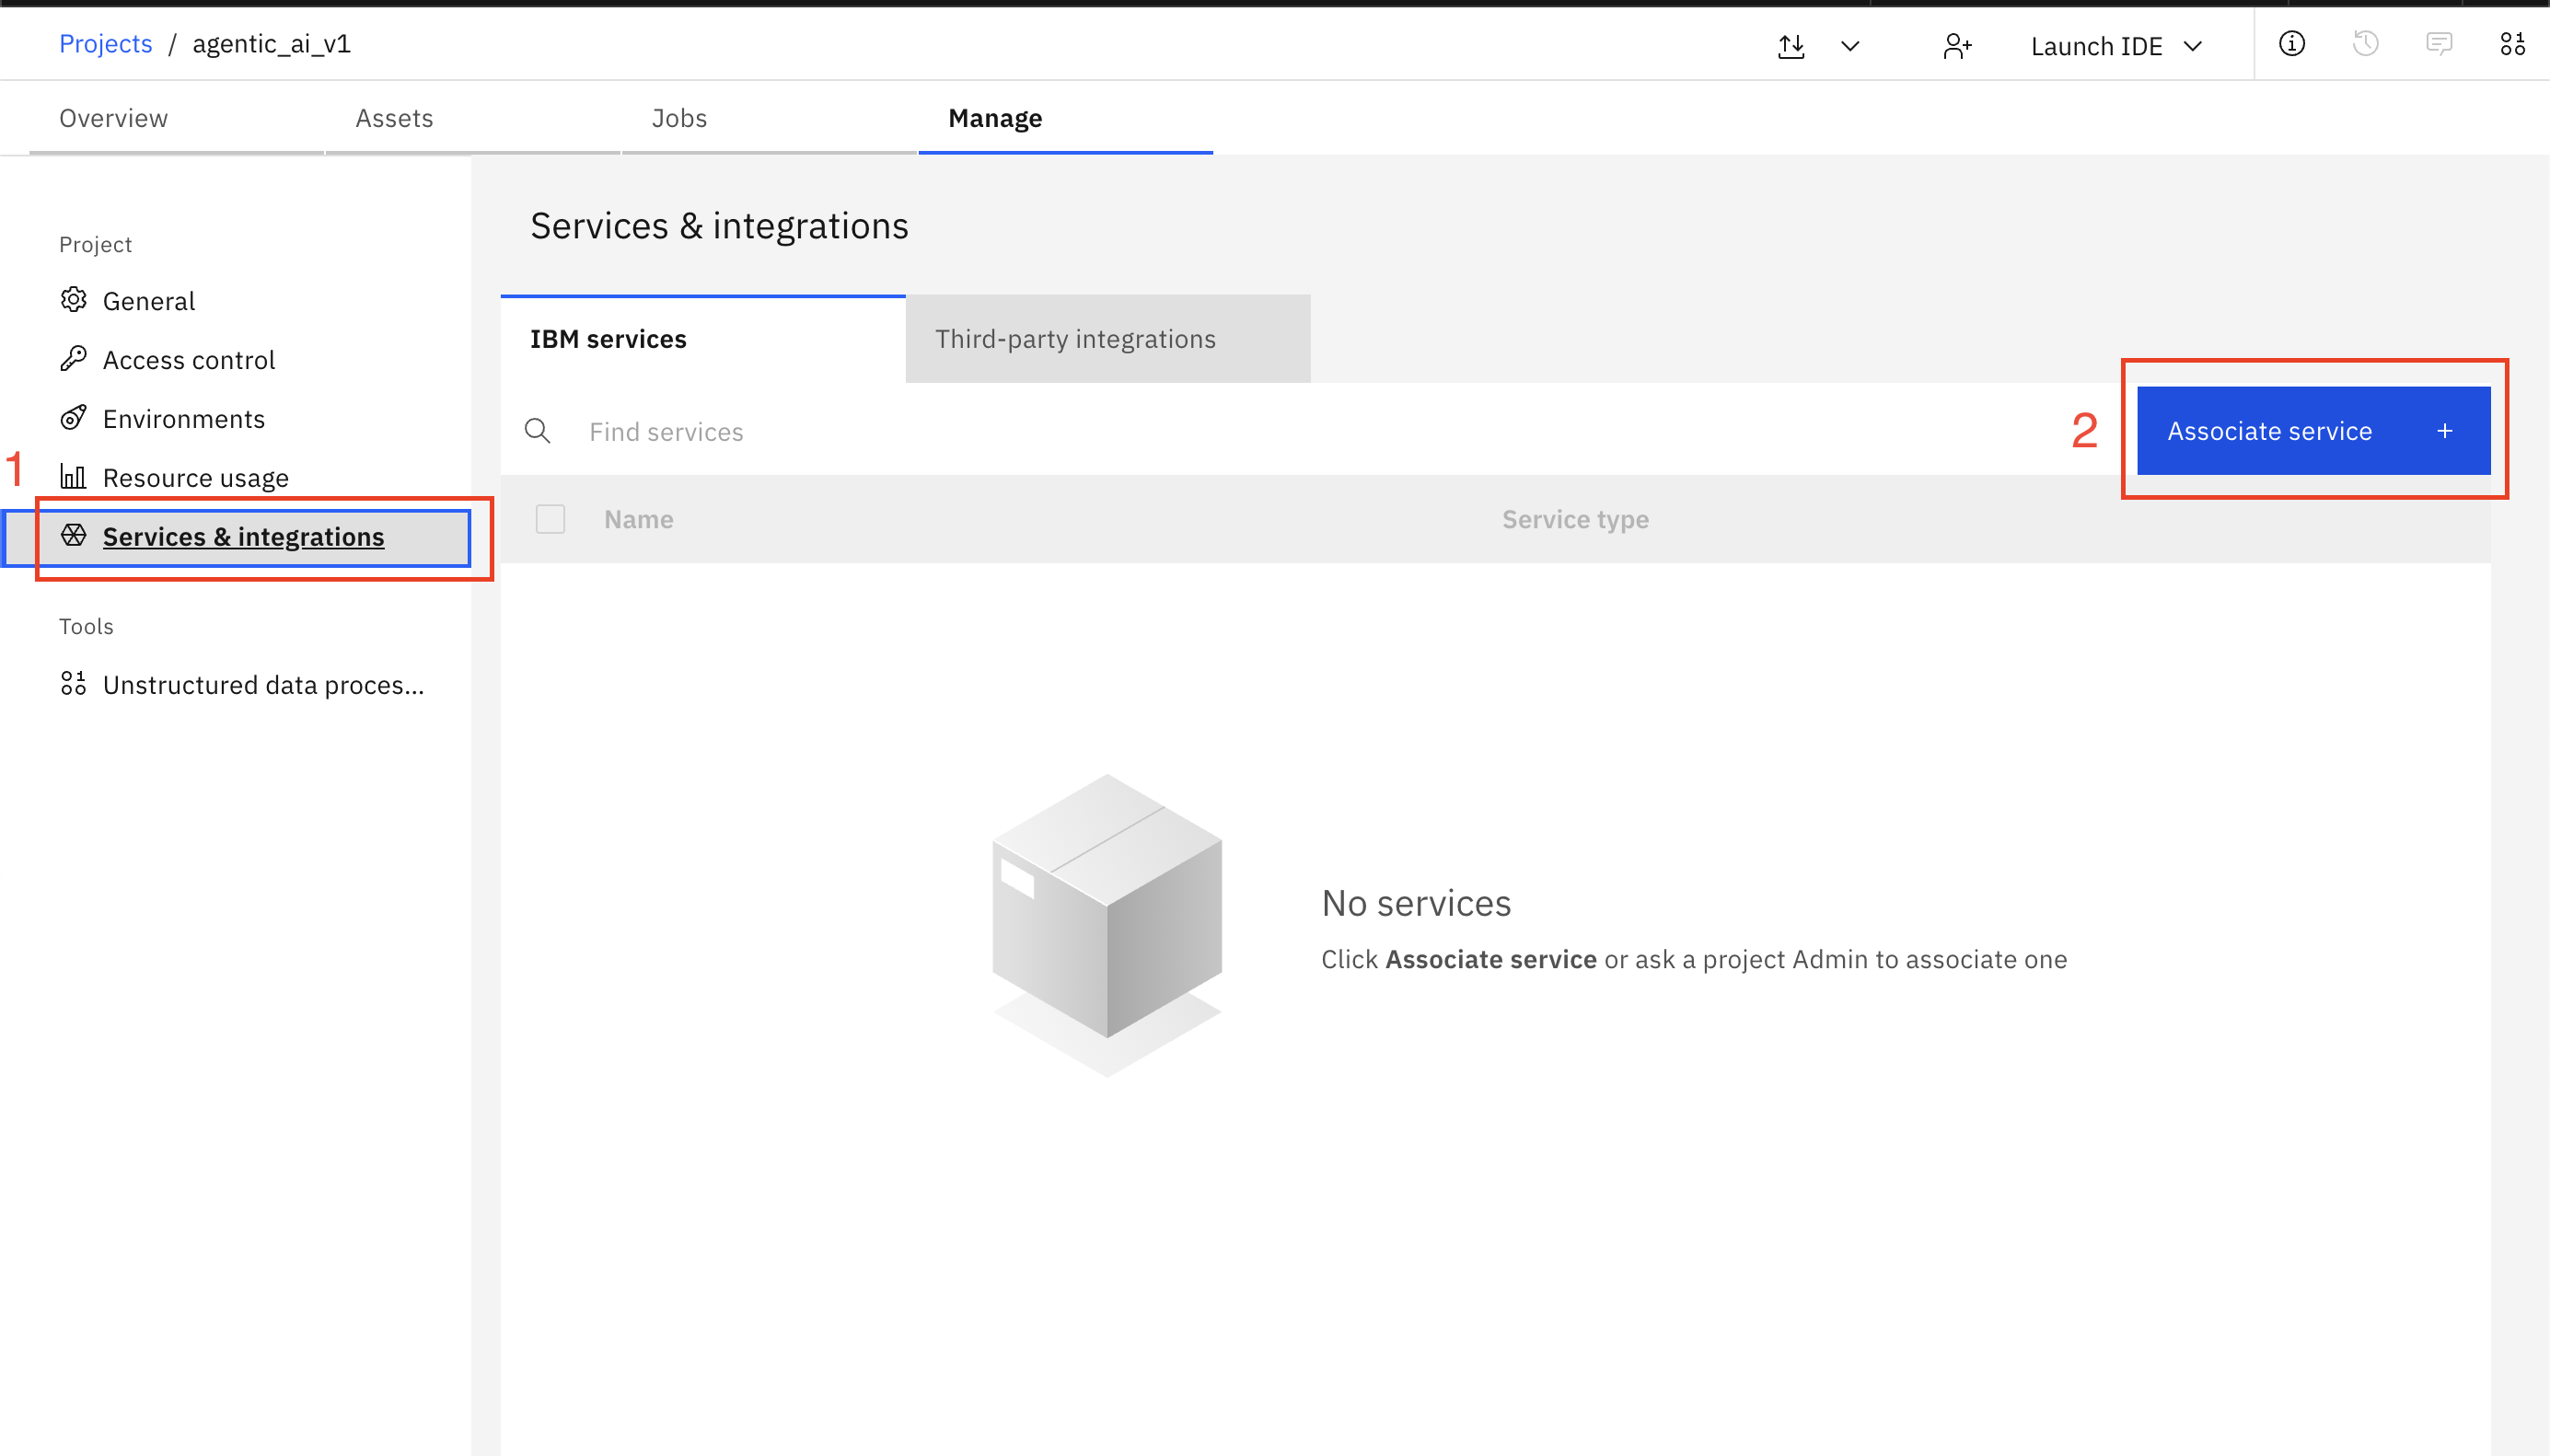 Projects / agentic_ai_v1
Launch IDE
Overview
Assets
Jobs
Manage
Project
General
Access control
Environments
Resource usage
1
Services & integrations
Tools
Unstructured data proces...
Services & integrations
IBM services
Third-party integrations
Find services
2
Associate service +
Name
Service type
No services
Click Associate service or ask a project Admin to associate one